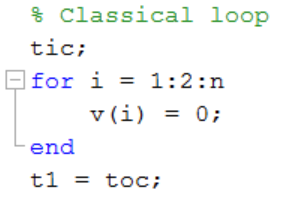 % Classical loop
tic;
for i = 1:2:n
v(i) = 0;
end
t1 = toc;